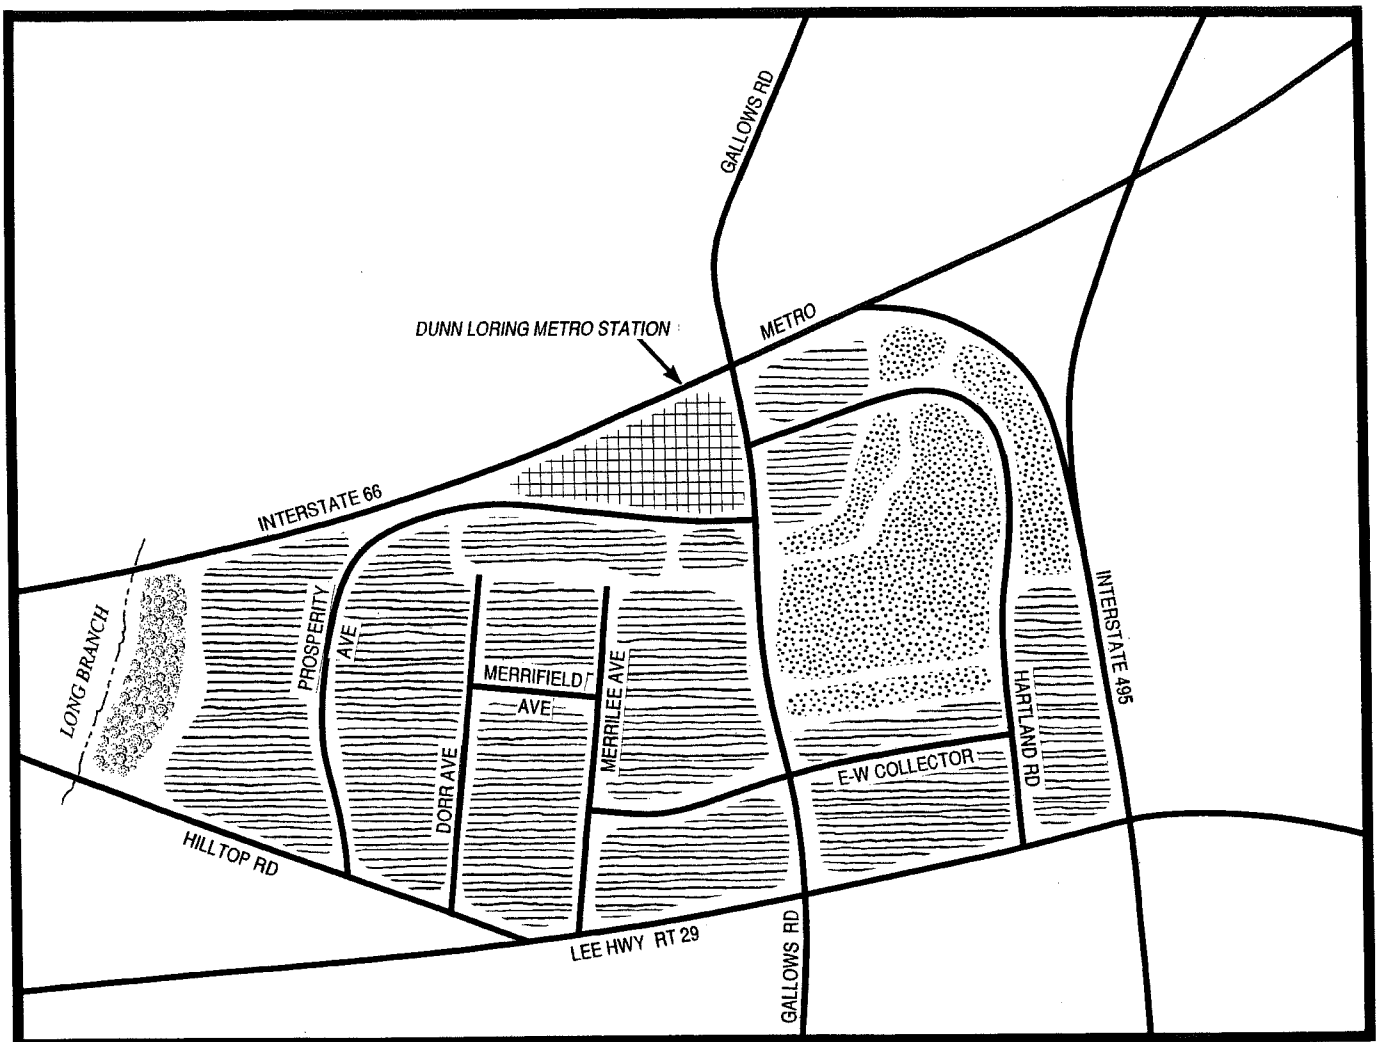 GALLOWS RD
METRO
DUNN LORING METRO STATION
INTERSTATE 66
LONG BRANCH
PROSPERITY
AVE
MERRIFIELD
AVE
MERRILEE AVE
DORR AVE
HARTLAND RD
INTERSTATE 495
E-W COLLECTOR
HILLTOP RD
LEE HWY RT 29
GALLOWS RD